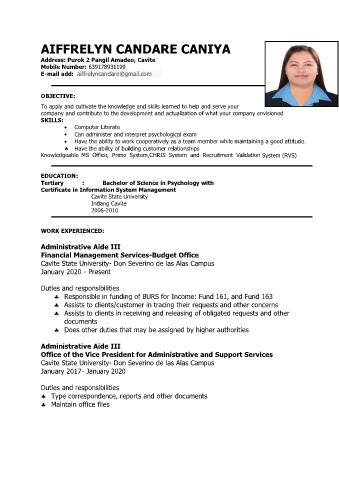 AIFFRELYN CANDARE CANIYA
Address: Purok 2 Pangil Amadeo, Cavite
Mobile Number: 639178931199
E-mail add: aiffrelyncandare@gmail.com
OBJECTIVE:
To apply and cultivate the knowledge and skills learned to help and serve your
company and contribute to the development and actualization of what your company envisioned
SKILLS:
• Computer Literate
• Can administer and interpret psychological exam
• Have the ability to work cooperatively as a team member while maintaining a good attitude.
♣ Have the ability of building customer relationships
Knowledgeable MS Office, Prime System,CHRIS System and Recruitment Validation System (RVS)
EDUCATION:
Tertiary : Bachelor of Science in Psychology with
Certificate in Information System Management
Cavite State University
Indang Cavite
2006-2010
WORK EXPERIENCED:
Administrative Aide III
Financial Management Services-Budget Office
Cavite State University- Don Severino de las Alas Campus
January 2020 - Present
Duties and responsibilities
♣ Responsible in funding of BURS for Income: Fund 161, and Fund 163
♣ Assists to clients/customer in tracing their requests and other concerns
♣ Assists to clients in receiving and releasing of obligated requests and other
documents
♣ Does other duties that may be assigned by higher authorities
Administrative Aide III
Office of the Vice President for Administrative and Support Services
Cavite State University- Don Severino de las Alas Campus
January 2017- January 2020
Duties and responsibilities
♣ Type correspondence, reports and other documents
♣ Maintain office files